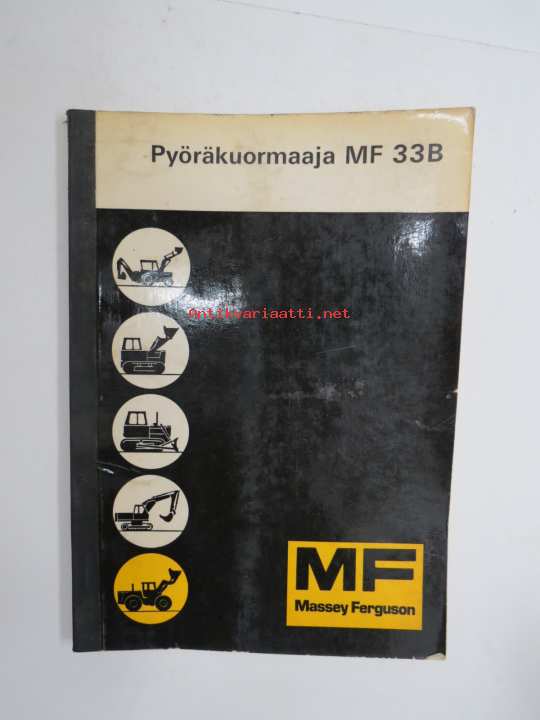 Pyöräkuormaaja MF 33B
Antikvariaatti.net
MF
Massey Ferguson